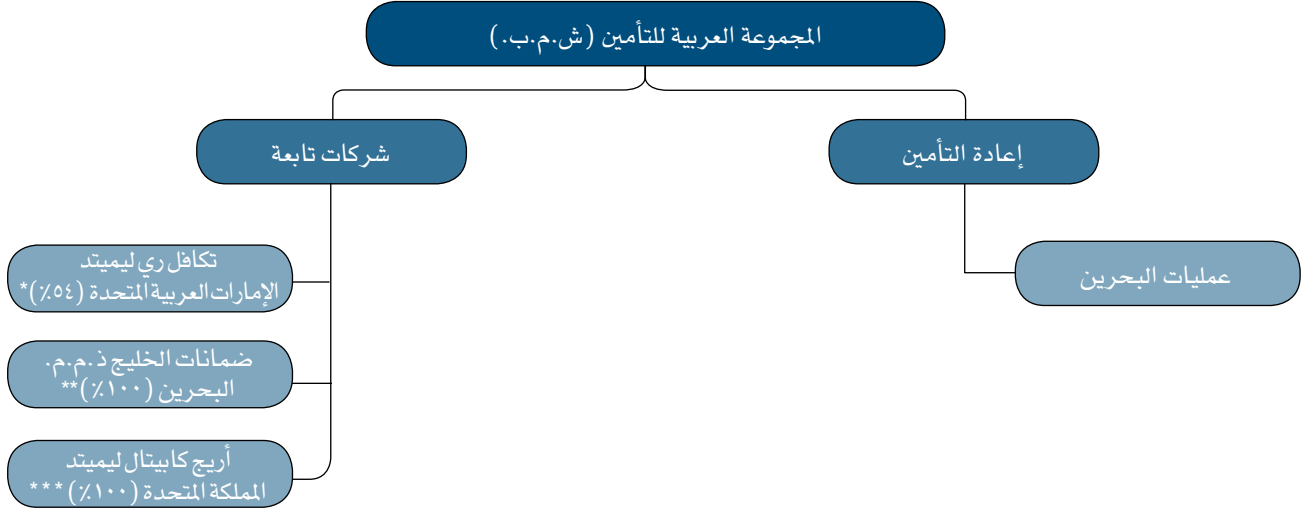 المجموعة العربية للتأمين (ش.م.ب.)
إعادة التأمين
شركات تابعة
عمليات البحرين
تكافل ري ليميتد
الإمارات العربية المتحدة (٥٤٪)*
ضمانات الخليج ذ.م.م.
البحرين (١٠٠٪)**
أريج كابيتال ليميتد
المملكة المتحدة (١٠٠٪)***